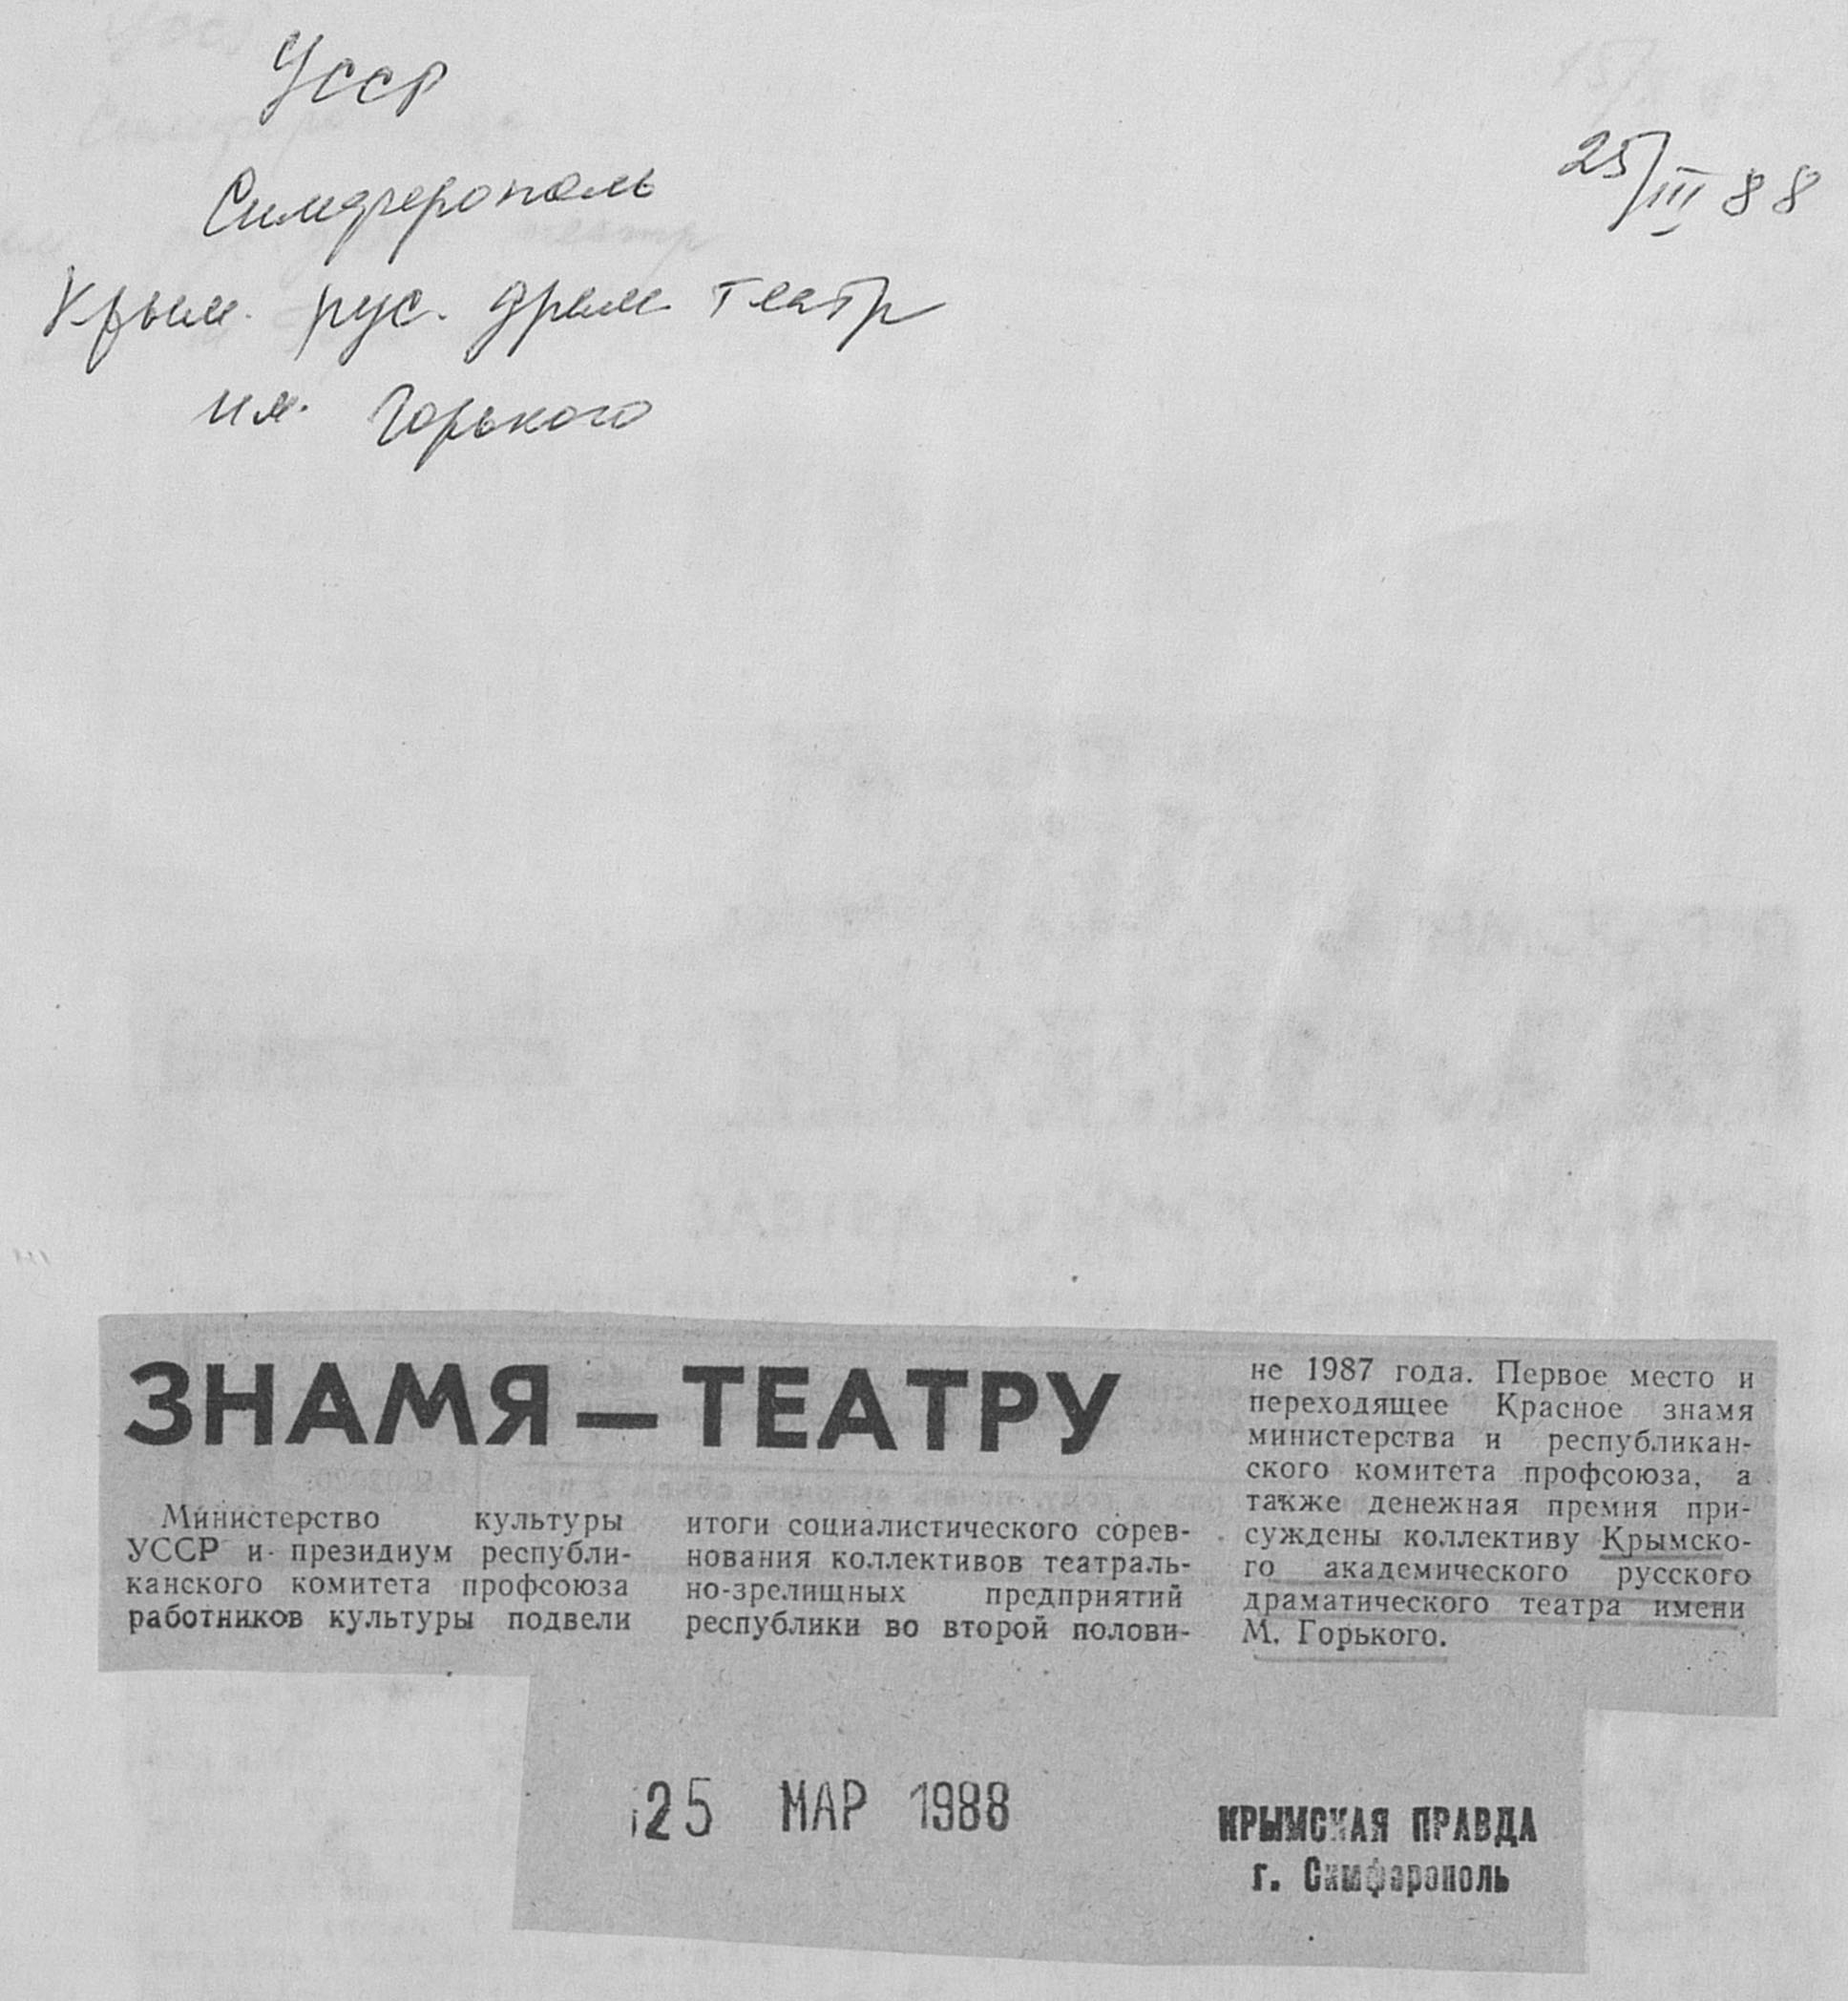 УССР
Симферополь
Крым. рус. драм. театр
им. Горького
25/III 88
ЗНАМЯ — ТЕАТРУ
Министерство культуры
УССР и президиум республи-
канского комитета профсоюза
работников культуры подвели
итоги социалистического сорев-
нования коллективов театраль-
но-зрелищных предприятий
республики во второй полови-
не 1987 года. Первое место и
переходящее Красное знамя
министерства и республикан-
ского комитета профсоюза, а
также денежная премия при-
суждены коллективу Крымско-
го академического русского
драматического театра имени
М. Горького.
25 МАР 1988
КРЫМСКАЯ ПРАВДА
г. Симферополь